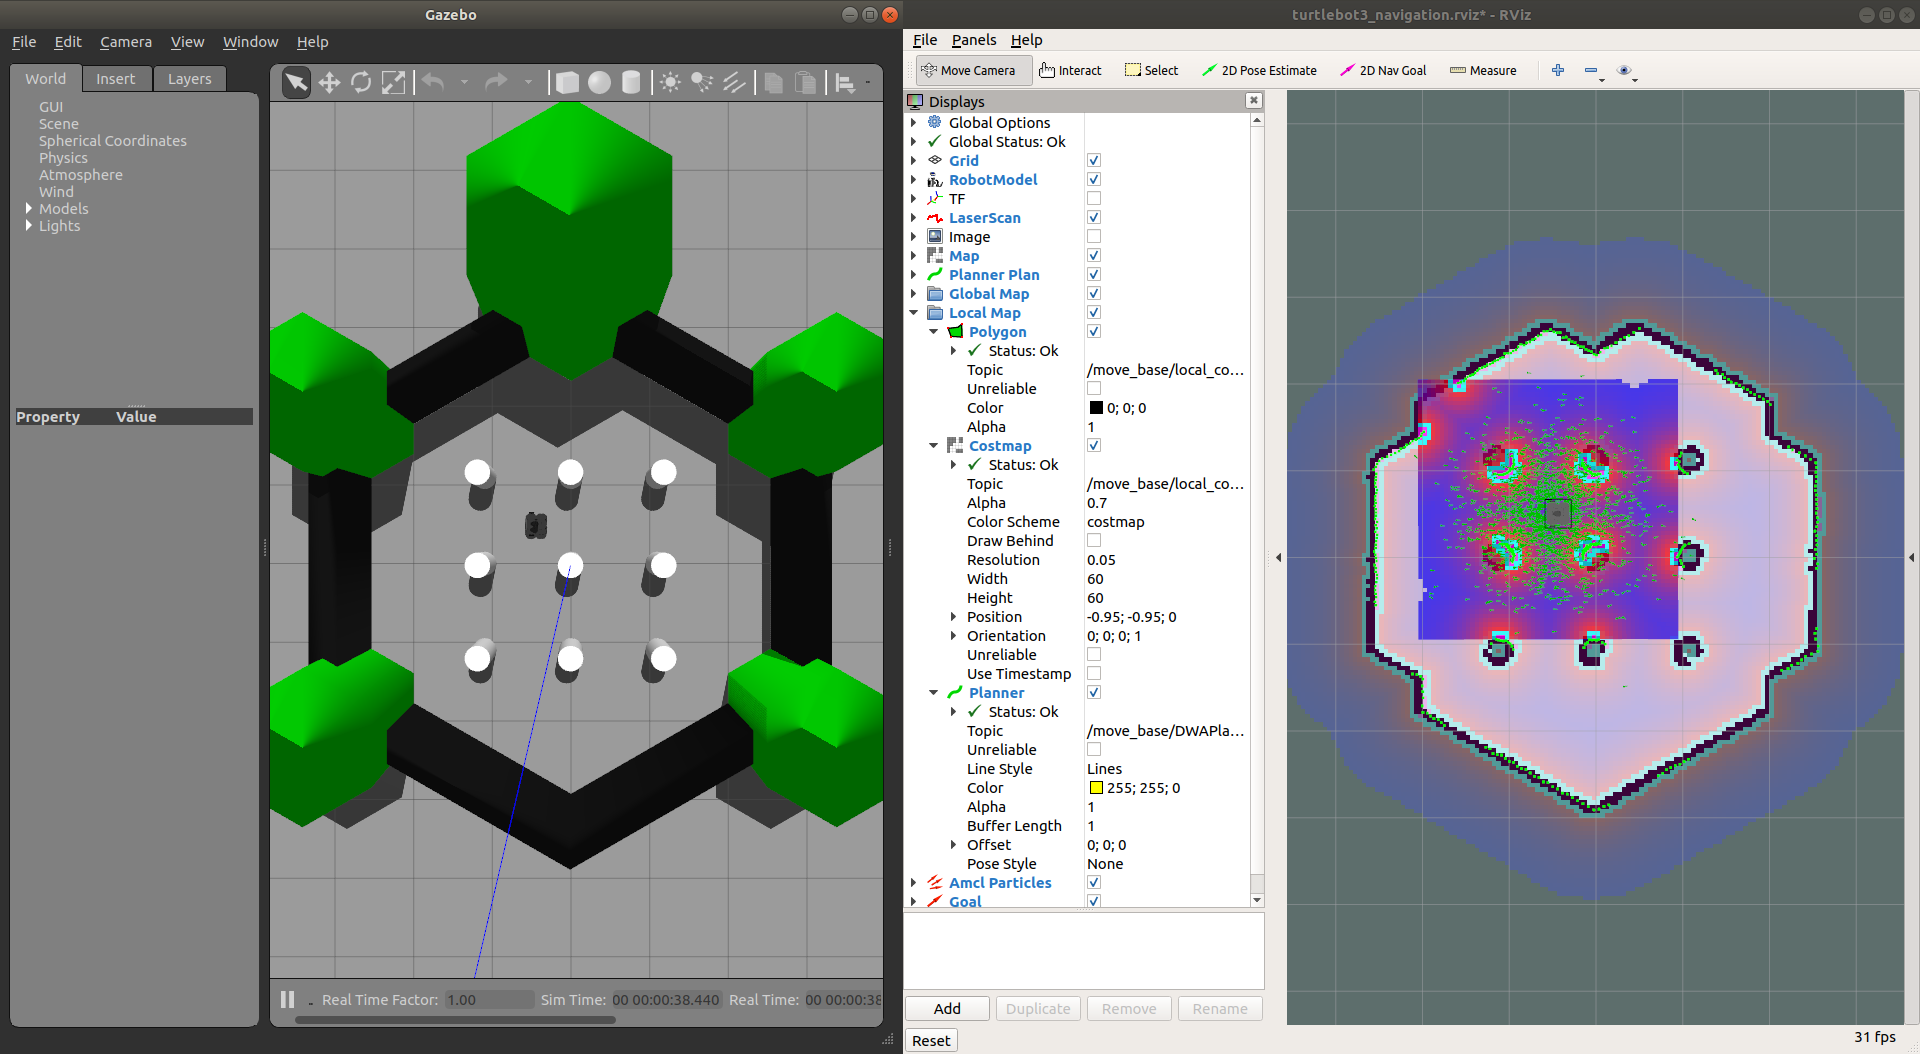 Gazebo
File Edit Camera View Window Help
World Insert Layers
GUI
Scene
Spherical Coordinates
Physics
Atmosphere
Wind
Models
Lights
Property Value
Real Time Factor: 1.00 Sim Time: 00 00:00:38.440 Real Time: 00 00:00:38
turtlebot3_navigation.rviz* - RViz
File Panels Help
Move Camera Interact Select 2D Pose Estimate 2D Nav Goal Measure
Displays
Global Options
Global Status: Ok
Grid
RobotModel
TF
LaserScan
Image
Map
Planner Plan
Global Map
Local Map
Polygon
Status: Ok
Topic /move_base/local_co...
Unreliable
Color 0; 0; 0
Alpha 1
Costmap
Status: Ok
Topic /move_base/local_co...
Alpha 0.7
Color Scheme costmap
Draw Behind
Resolution 0.05
Width 60
Height 60
Position -0.95; -0.95; 0
Orientation 0; 0; 0; 1
Unreliable
Use Timestamp
Planner
Status: Ok
Topic /move_base/DWAPla...
Unreliable
Line Style Lines
Color 255; 255; 0
Alpha 1
Buffer Length 1
Offset 0; 0; 0
Pose Style None
Amcl Particles
Goal
Add Duplicate Remove Rename
Reset
31 fps